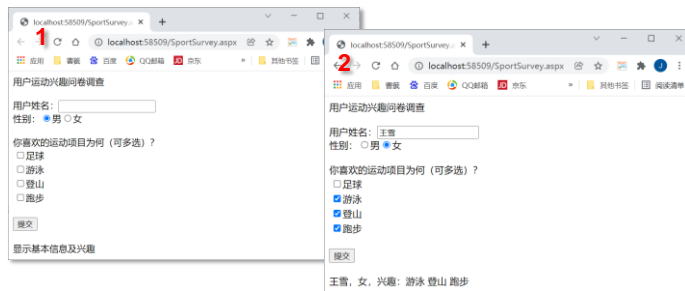 1
localhost:58509/SportSurvey.a
localhost:58509/SportSurvey.aspx
应用 书籤 百度 QQ邮箱 JD 京东 » 其他书签
用户运动兴趣问卷调查
用户姓名：
性别： 男 女
你喜欢的运动项目为何（可多选）？
足球
游泳
登山
跑步
提交
显示基本信息及兴趣
2
localhost:58509/SportSurvey.a
localhost:58509/SportSurvey.aspx J
应用 书籤 百度 QQ邮箱 JD 京东 » 其他书签 阅读清单
用户运动兴趣问卷调查
用户姓名： 王雪
性别： 男 女
你喜欢的运动项目为何（可多选）？
足球
游泳
登山
跑步
提交
王雪，女，兴趣：游泳 登山 跑步